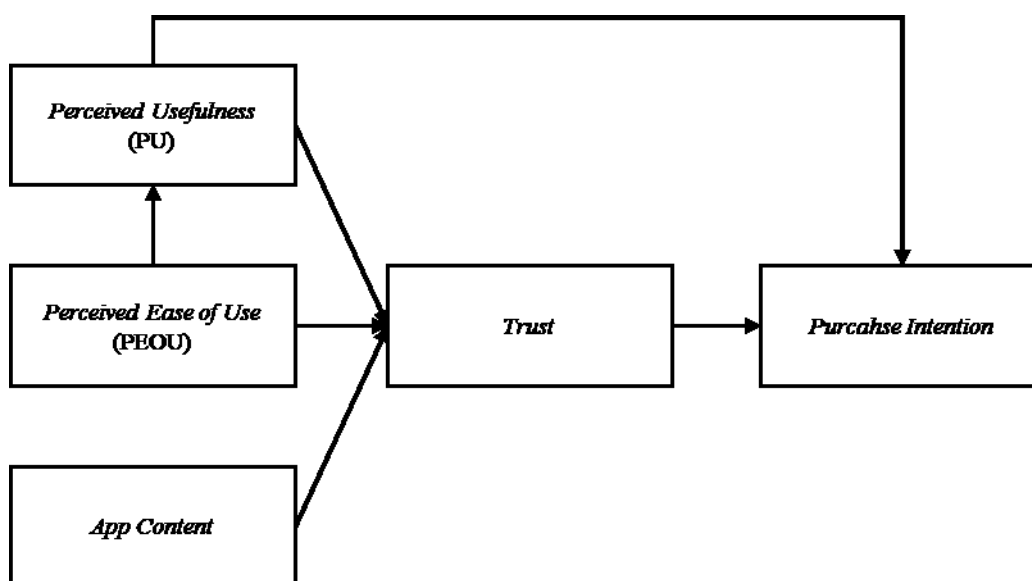 Perceived Usefulness
(PU)
Perceived Ease of Use
(PEOU)
Trust
Purcahse Intention
App Content